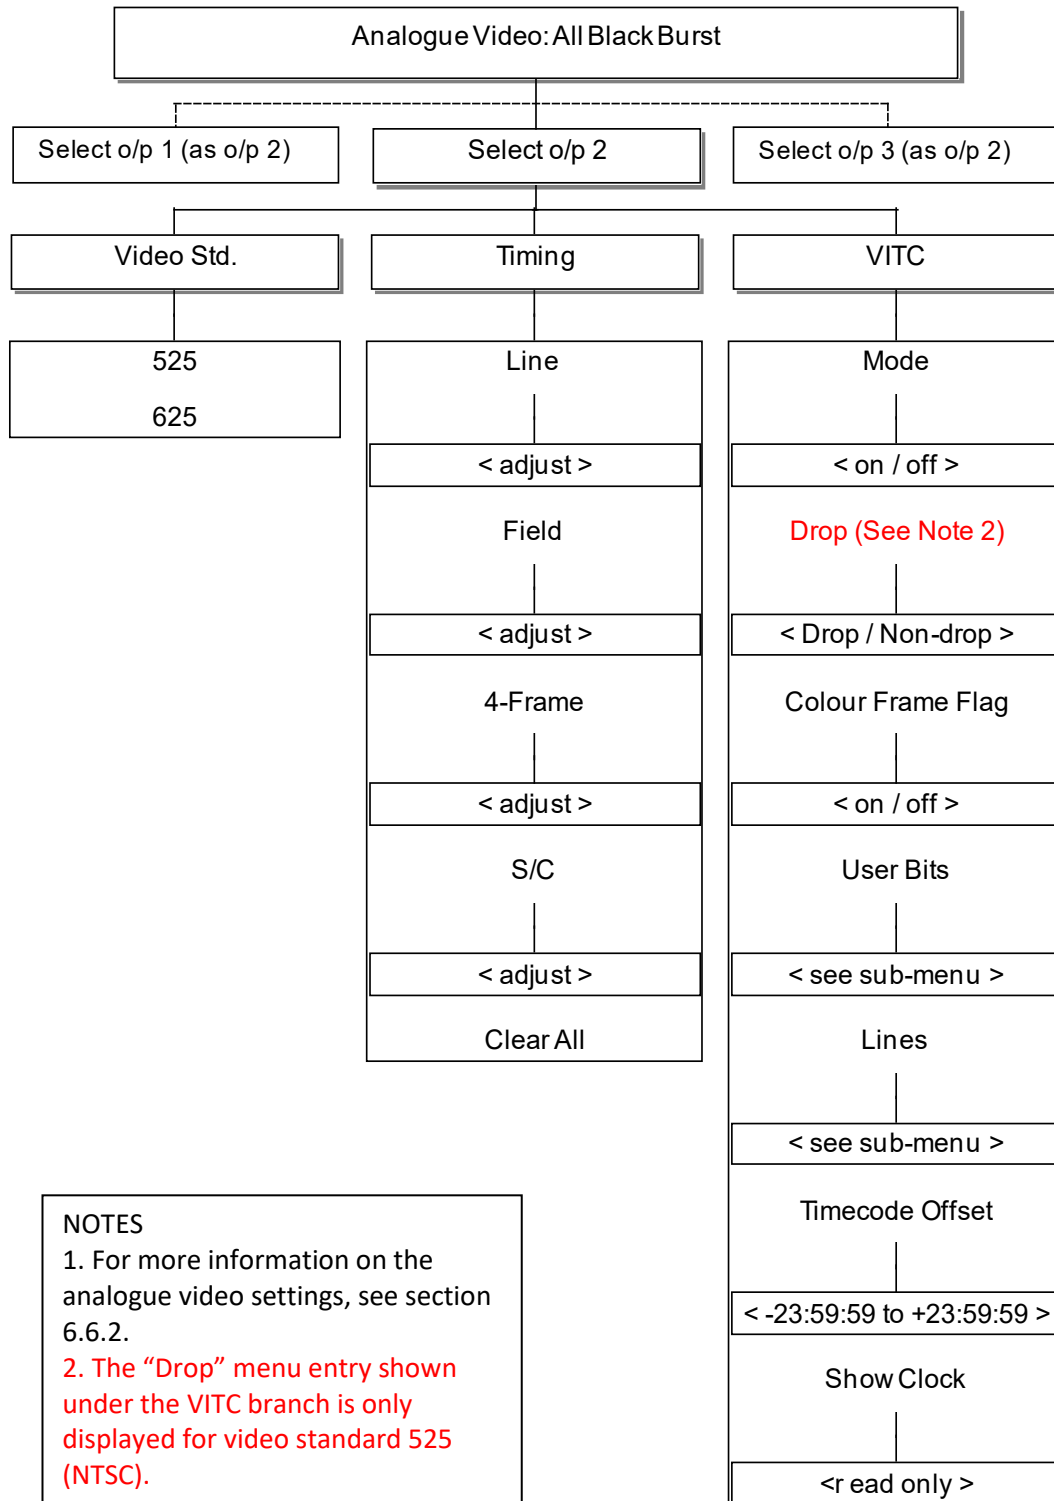 Analogue Video: All Black Burst
Select o/p 1 (as o/p 2)
Select o/p 2
Select o/p 3 (as o/p 2)
Video Std.
Timing
VITC
525
625
Line
< adjust >
Field
< adjust >
4-Frame
< adjust >
S/C
< adjust >
Clear All
Mode
< on / off >
Drop (See Note 2)
< Drop / Non-drop >
Colour Frame Flag
< on / off >
User Bits
< see sub-menu >
Lines
< see sub-menu >
Timecode Offset
< -23:59:59 to +23:59:59 >
Show Clock
<r ead only >
NOTES
1. For more information on the
analogue video settings, see section
6.6.2.
2. The “Drop” menu entry shown
under the VITC branch is only
displayed for video standard 525
(NTSC).